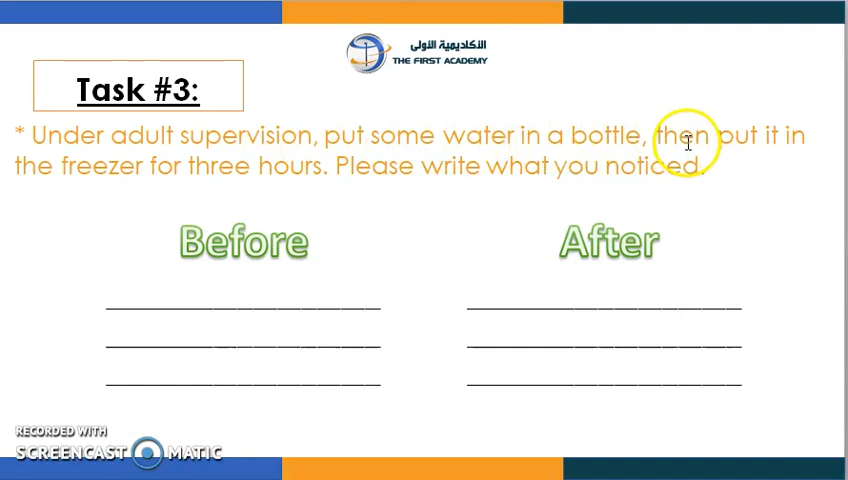 الأكاديمية الأولى
THE FIRST ACADEMY
Task #3:
* Under adult supervision, put some water in a bottle, then put it in
the freezer for three hours. Please write what you noticed.
Before After
RECORDED WITH
SCREENCAST MATIC